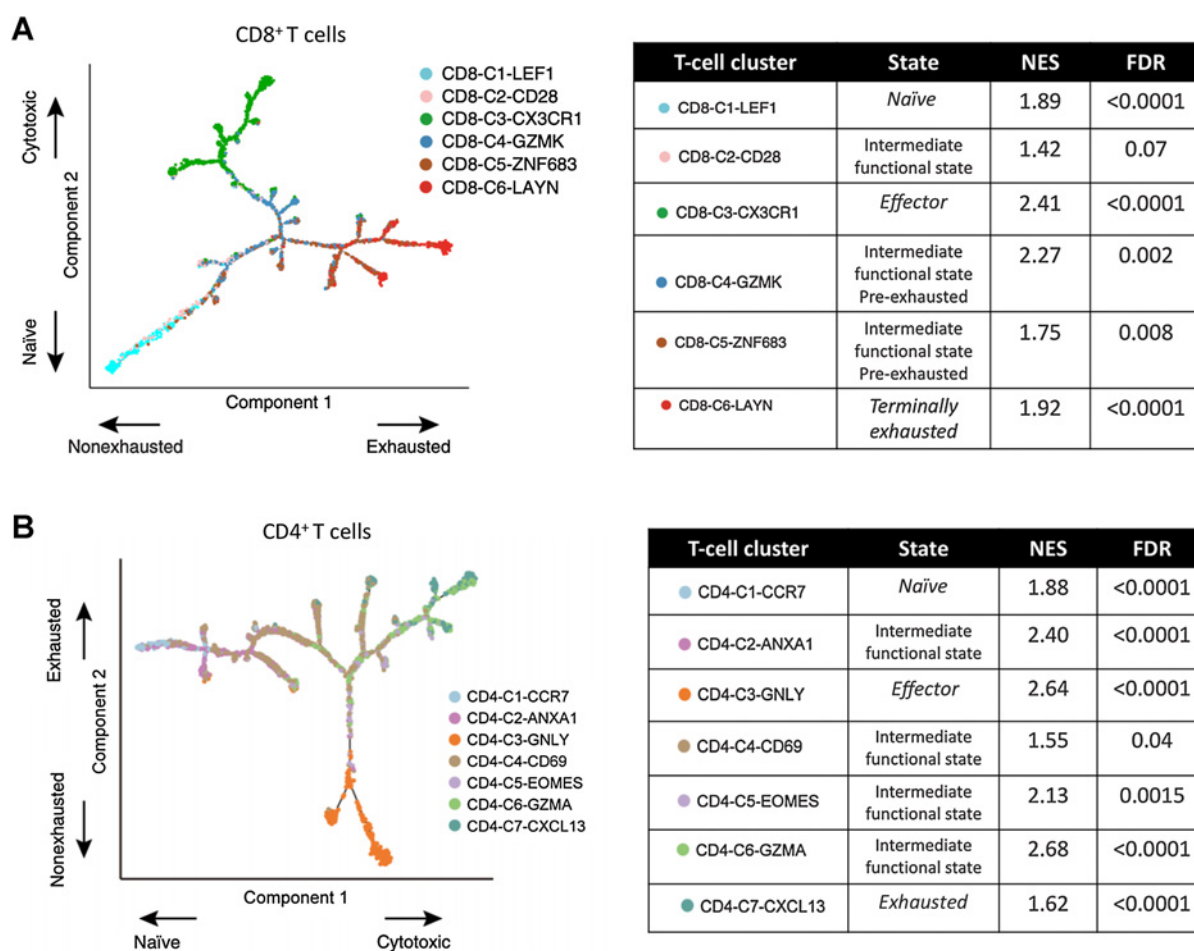 A
CD8+ T cells
Cytotoxic
Component 2
Naïve
CD8-C1-LEF1
CD8-C2-CD28
CD8-C3-CX3CR1
CD8-C4-GZMK
CD8-C5-ZNF683
CD8-C6-LAYN
Component 1
Nonexhausted
Exhausted
T-cell cluster State NES FDR
CD8-C1-LEF1 Naïve 1.89 <0.0001
CD8-C2-CD28 Intermediate functional state 1.42 0.07
CD8-C3-CX3CR1 Effector 2.41 <0.0001
CD8-C4-GZMK Intermediate functional state Pre-exhausted 2.27 0.002
CD8-C5-ZNF683 Intermediate functional state Pre-exhausted 1.75 0.008
CD8-C6-LAYN Terminally exhausted 1.92 <0.0001
B
CD4+ T cells
Exhausted
Component 2
Nonexhausted
CD4-C1-CCR7
CD4-C2-ANXA1
CD4-C3-GNLY
CD4-C4-CD69
CD4-C5-EOMES
CD4-C6-GZMA
CD4-C7-CXCL13
Component 1
Naïve
Cytotoxic
T-cell cluster State NES FDR
CD4-C1-CCR7 Naïve 1.88 <0.0001
CD4-C2-ANXA1 Intermediate functional state 2.40 <0.0001
CD4-C3-GNLY Effector 2.64 <0.0001
CD4-C4-CD69 Intermediate functional state 1.55 0.04
CD4-C5-EOMES Intermediate functional state 2.13 0.0015
CD4-C6-GZMA Intermediate functional state 2.68 <0.0001
CD4-C7-CXCL13 Exhausted 1.62 <0.0001